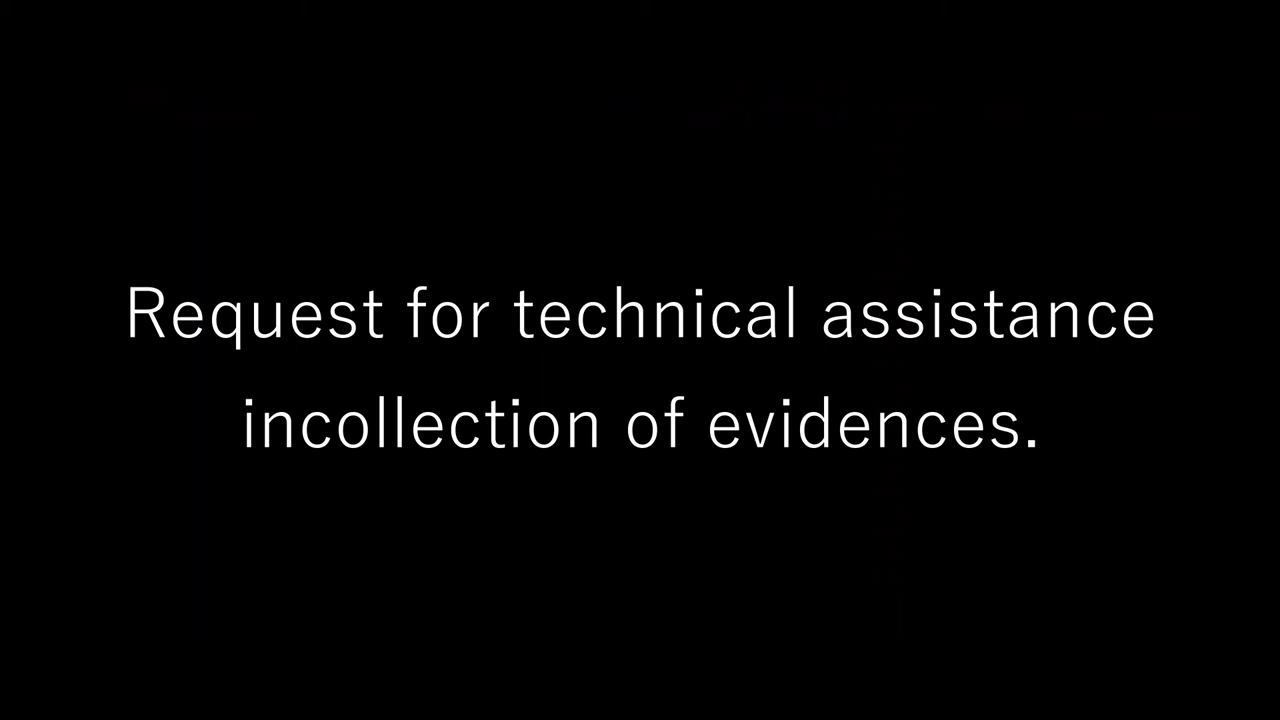 Request for technical assistance
incollection of evidences.